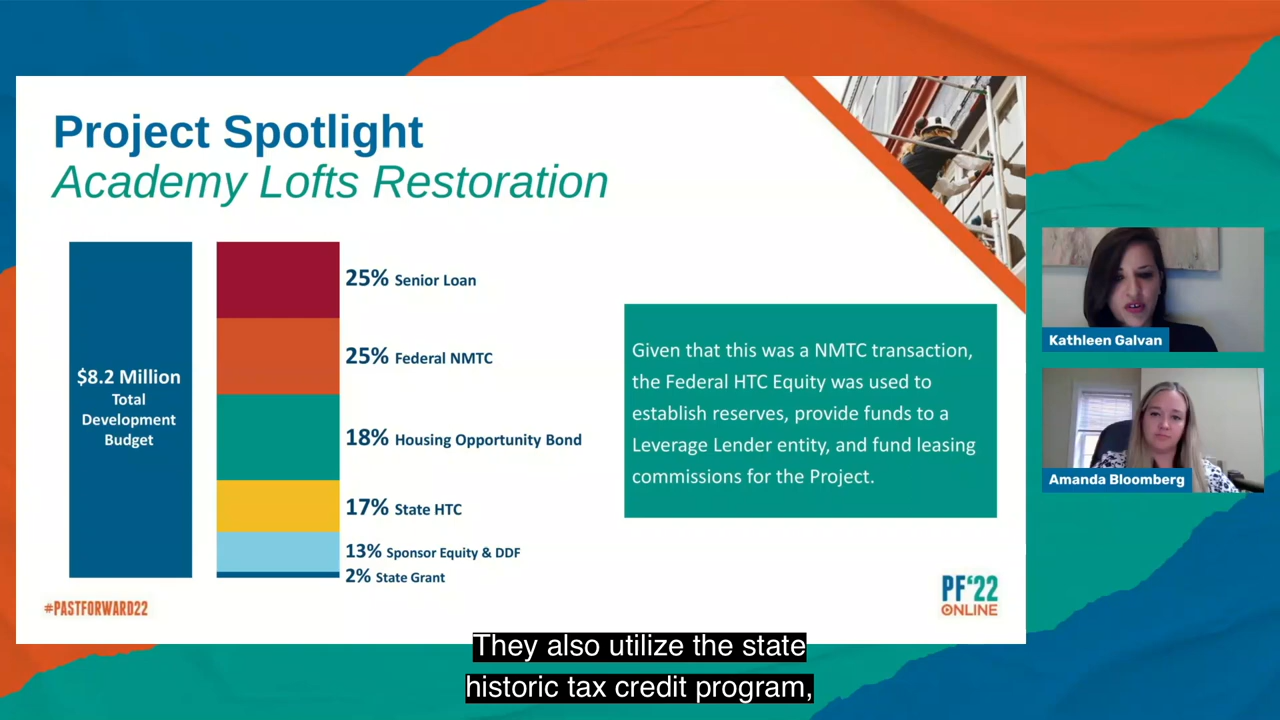 Project Spotlight
Academy Lofts Restoration
$8.2 Million
Total
Development
Budget
25% Senior Loan
25% Federal NMTC
18% Housing Opportunity Bond
17% State HTC
13% Sponsor Equity & DDF
2% State Grant
Given that this was a NMTC transaction,
the Federal HTC Equity was used to
establish reserves, provide funds to a
Leverage Lender entity, and fund leasing
commissions for the Project.
Kathleen Galvan
Amanda Bloomberg
#PASTFORWARD22
PF'22
ONLINE
They also utilize the state
historic tax credit program,